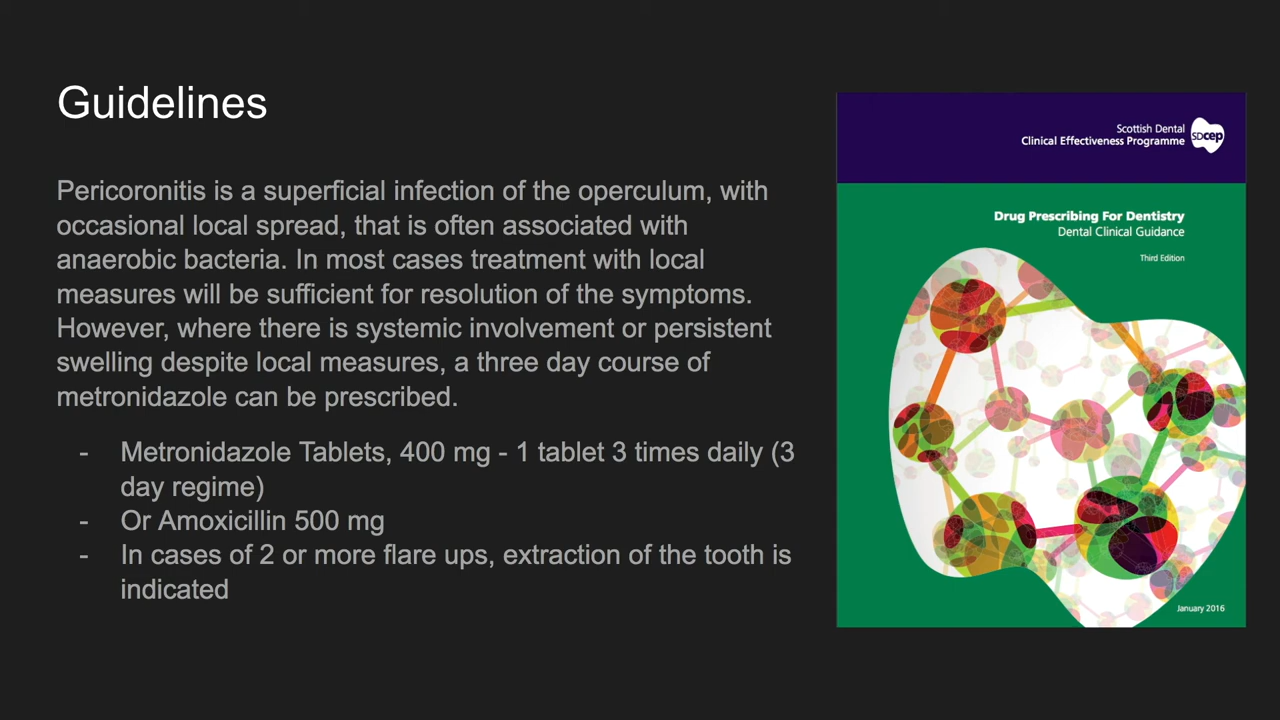 Guidelines
Pericoronitis is a superficial infection of the operculum, with
occasional local spread, that is often associated with
anaerobic bacteria. In most cases treatment with local
measures will be sufficient for resolution of the symptoms.
However, where there is systemic involvement or persistent
swelling despite local measures, a three day course of
metronidazole can be prescribed.
- Metronidazole Tablets, 400 mg - 1 tablet 3 times daily (3
day regime)
- Or Amoxicillin 500 mg
- In cases of 2 or more flare ups, extraction of the tooth is
indicated
Scottish Dental
Clinical Effectiveness Programme
SDcep
Drug Prescribing For Dentistry
Dental Clinical Guidance
Third Edition
January 2016